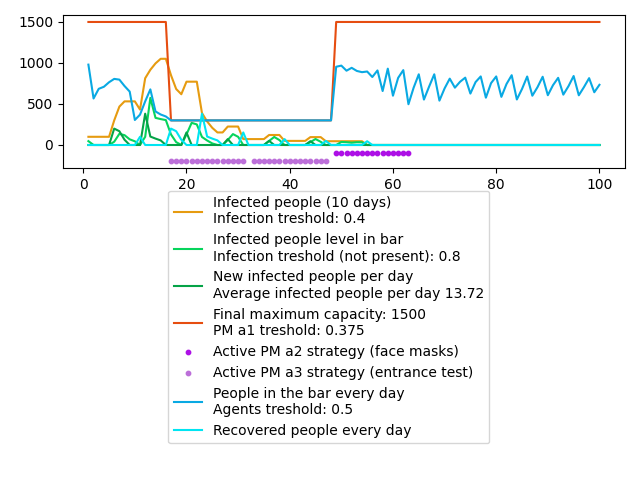 1500
1000
500
0
0 20 40 60 80 100
Infected people (10 days)
Infection treshold: 0.4
Infected people level in bar
Infection treshold (not present): 0.8
New infected people per day
Average infected people per day 13.72
Final maximum capacity: 1500
PM a1 treshold: 0.375
Active PM a2 strategy (face masks)
Active PM a3 strategy (entrance test)
People in the bar every day
Agents treshold: 0.5
Recovered people every day